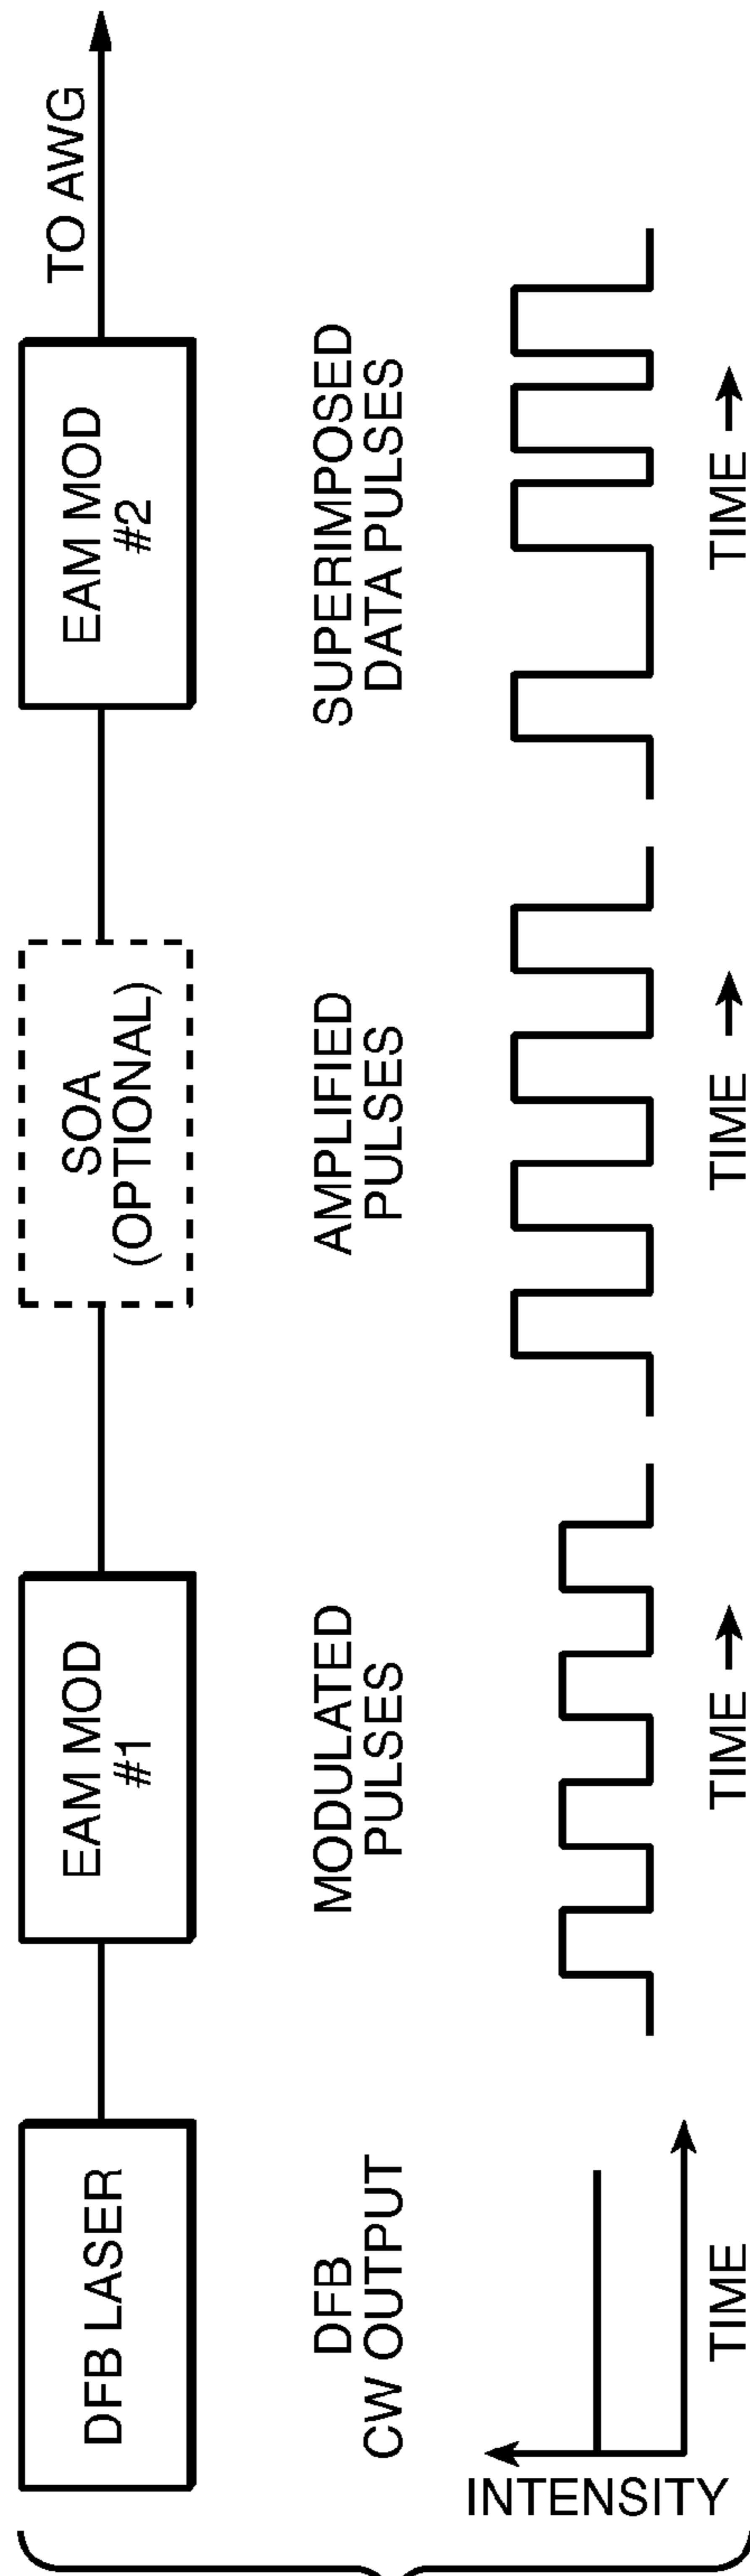 DFB LASER
EAM MOD
#1
SOA
(OPTIONAL)
EAM MOD
#2
TO AWG
DFB
CW OUTPUT
MODULATED
PULSES
AMPLIFIED
PULSES
SUPERIMPOSED
DATA PULSES
INTENSITY
TIME
TIME
TIME
TIME